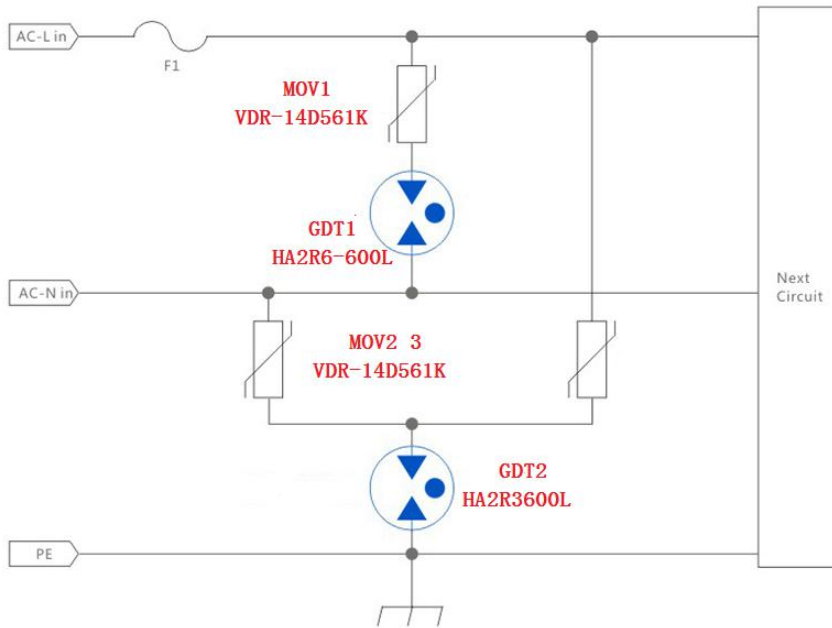 AC-L in
F1
MOV1
VDR-14D561K
GDT1
HA2R6-600L
AC-N in
Next
Circuit
MOV2 3
VDR-14D561K
GDT2
HA2R3600L
PE